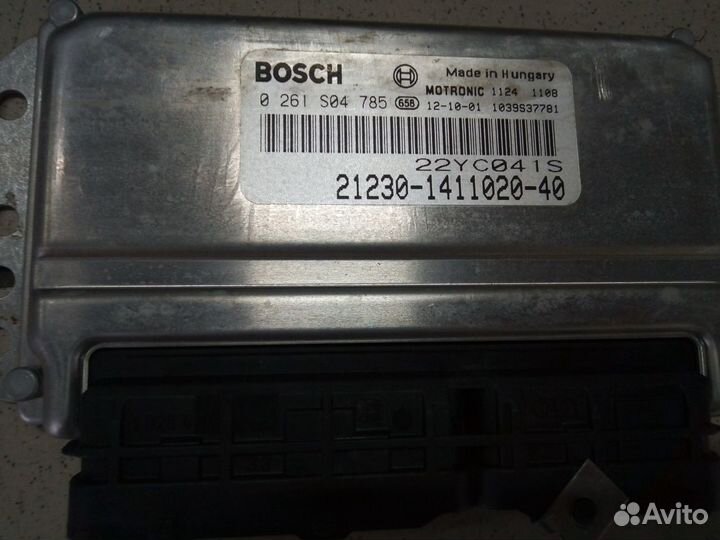 BOSCH Made in Hungary
MOTRONIC 1124 1108
0 261 S04 785 656 12-10-01 1039S37781
22YC041S
21230-1411020-40
Avito